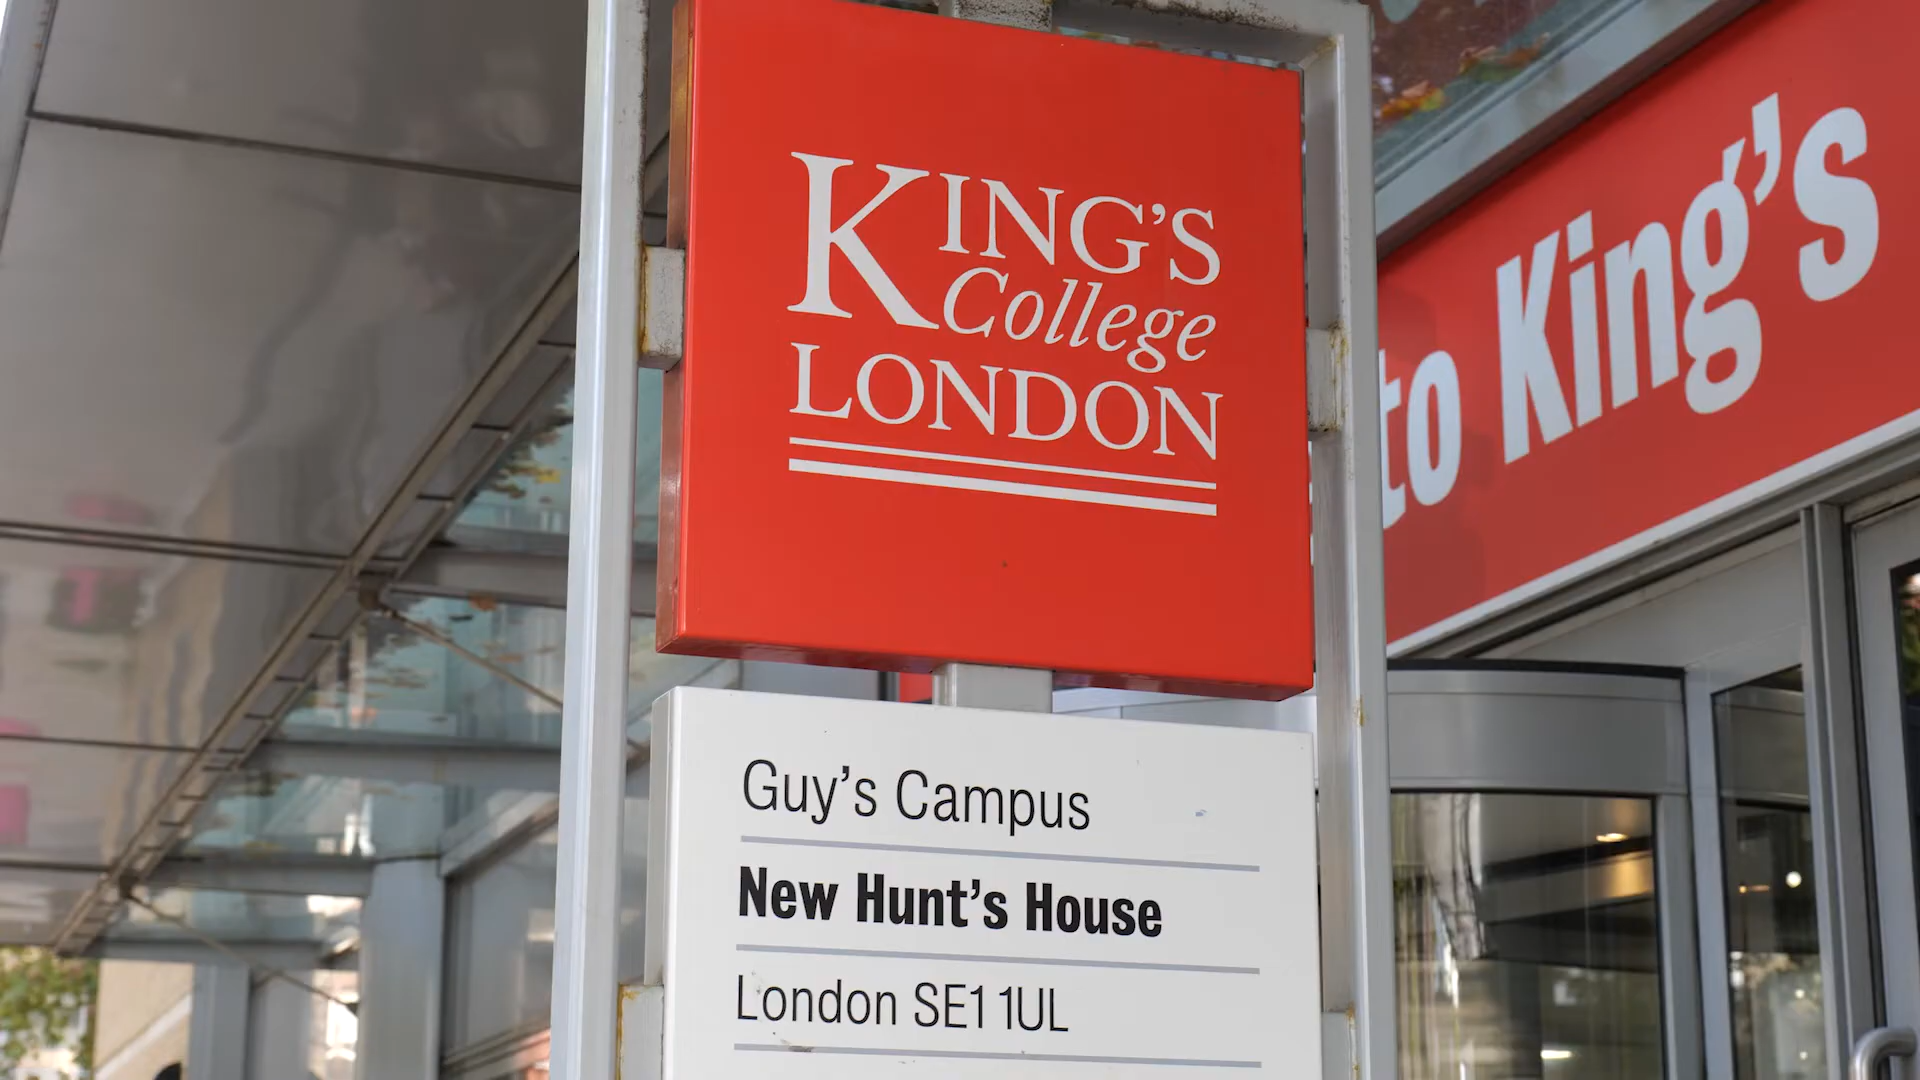 KING'S
College
LONDON
to King's
Guy's Campus
New Hunt's House
London SE1 1UL